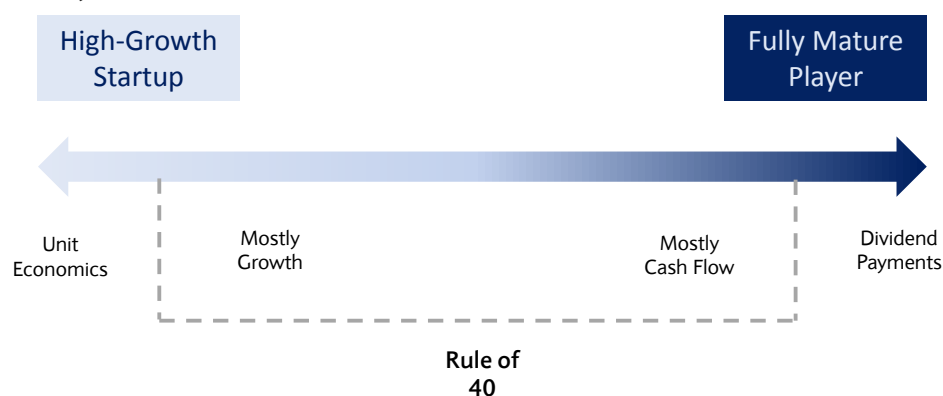 High-Growth
Startup
Fully Mature
Player
Unit
Economics
Mostly
Growth
Mostly
Cash Flow
Dividend
Payments
Rule of
40